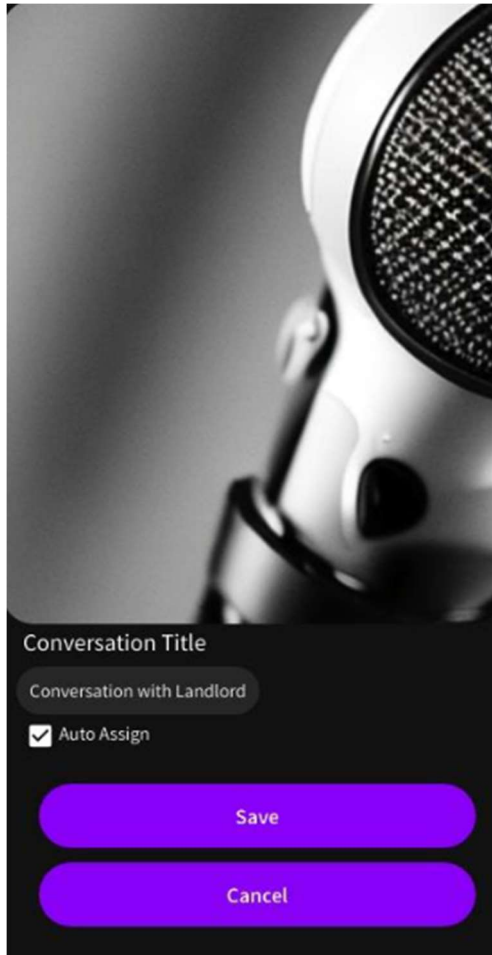 Conversation Title
Conversation with Landlord
Auto Assign
Save
Cancel